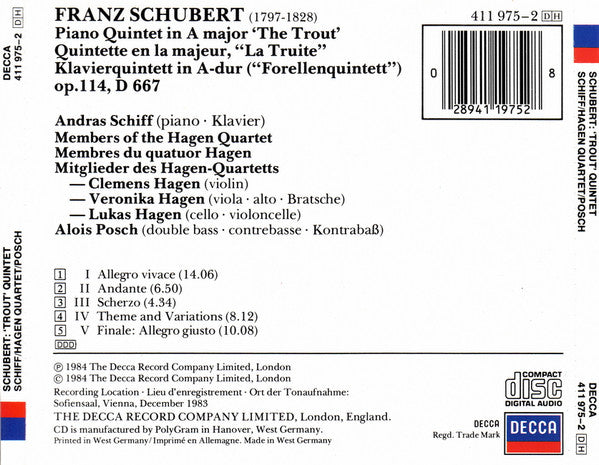 FRANZ SCHUBERT (1797-1828)
411 975-2 DH
Piano Quintet in A major ‘The Trout’
Quintette en la majeur, “La Truite”
Klavierquintett in A-dur (“Forellenquintett”)
op.114, D 667
0 8
28941 19752
Andras Schiff (piano · Klavier)
Members of the Hagen Quartet
Membres du quatuor Hagen
Mitglieder des Hagen-Quartetts
— Clemens Hagen (violin)
— Veronika Hagen (viola · alto · Bratsche)
— Lukas Hagen (cello · violoncelle)
Alois Posch (double bass · contrebasse · Kontrabaß)
1 I Allegro vivace (14.06)
2 II Andante (6.50)
3 III Scherzo (4.34)
4 IV Theme and Variations (8.12)
5 V Finale: Allegro giusto (10.08)
DDD
Ⓟ 1984 The Decca Record Company Limited, London
© 1984 The Decca Record Company Limited, London
Recording Location · Lieu d'enregistrement · Ort der Tonaufnahme:
Sofiensaal, Vienna, December 1983
THE DECCA RECORD COMPANY LIMITED, London, England.
CD is manufactured by PolyGram in Hanover, West Germany.
Printed in West Germany/Imprimé en Allemagne. Made in West Germany
COMPACT
disc
DIGITAL AUDIO
DECCA
Regd. Trade Mark
DECCA
DECCA
411 975-2 DH
SCHUBERT: ‘TROUT’ QUINTET
SCHIFF/HAGEN QUARTET/POSCH
SCHUBERT: ‘TROUT’ QUINTET
SCHIFF/HAGEN QUARTET/POSCH
DECCA
411 975-2 DH